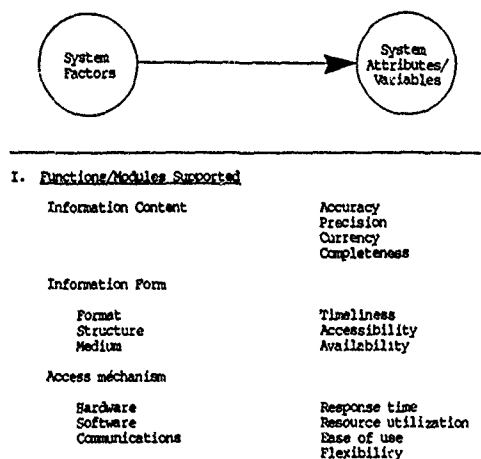 System
Factors
System
Attributes/
Variables
I. Functions/Modules Supported
Information Content
Accuracy
Precision
Currency
Completeness
Information Form
Format
Structure
Medium
Timeliness
Accessibility
Availability
Access méchanism
Hardware
Software
Communications
Response time
Resource utilization
Ease of use
Flexibility